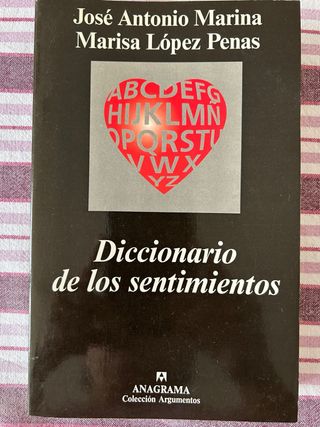 José Antonio Marina
Marisa López Penas
ABCDEFG
HIJKLMN
OPQRSTU
VWX
YZ
Diccionario
de los sentimientos
ANAGRAMA
Colección Argumentos